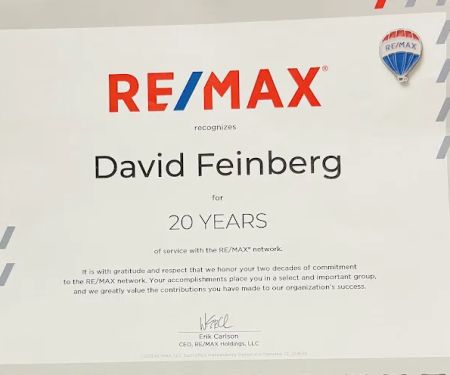 RE/MAX
RE/MAX®
recognizes
David Feinberg
for
20 YEARS
of service with the RE/MAX® network.
It is with gratitude and respect that we honor your two decades of commitment
to the RE/MAX network. Your accomplishments place you in a select and important group,
and we greatly value the contributions you have made to our organization's success.
Erik Carlson
CEO, RE/MAX Holdings, LLC